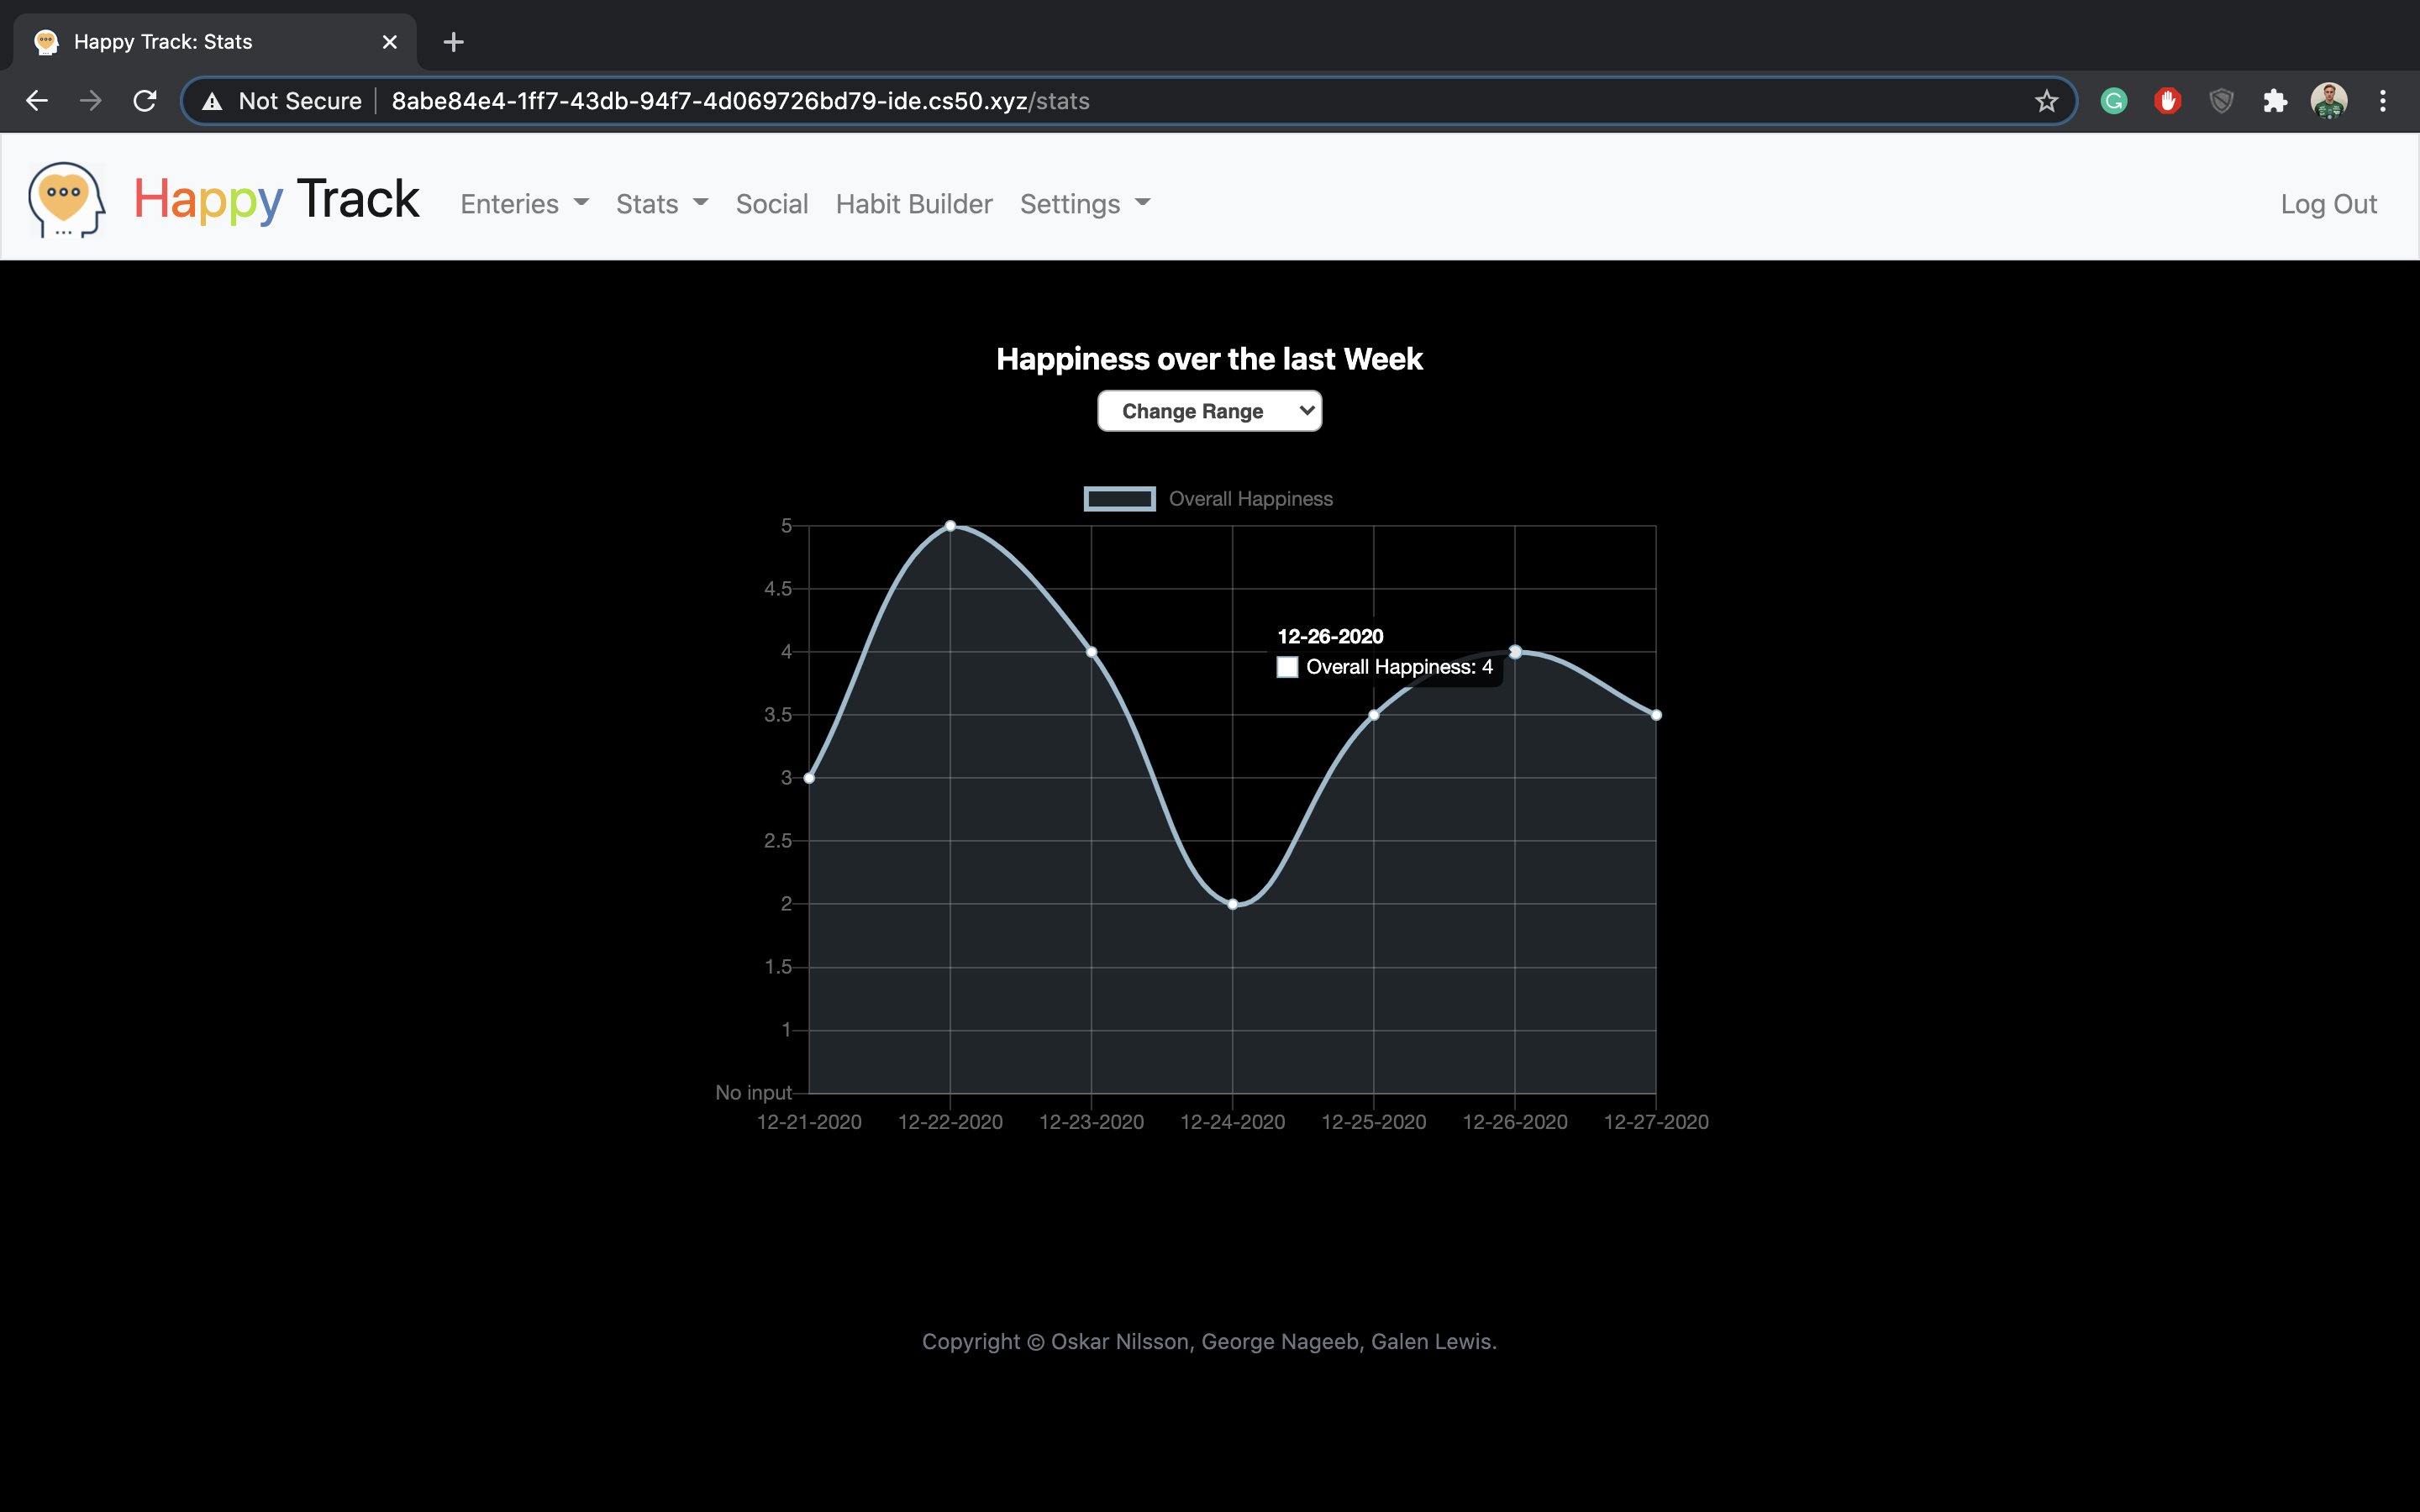 Happy Track: Stats
Not Secure 8abe84e4-1ff7-43db-94f7-4d069726bd79-ide.cs50.xyz/stats
Happy Track Enteries Stats Social Habit Builder Settings Log Out
Happiness over the last Week
Change Range
Overall Happiness
5
4.5
12-26-2020
4
Overall Happiness: 4
3.5
3
2.5
2
1.5
1
No input
12-21-2020 12-22-2020 12-23-2020 12-24-2020 12-25-2020 12-26-2020 12-27-2020
Copyright © Oskar Nilsson, George Nageeb, Galen Lewis.